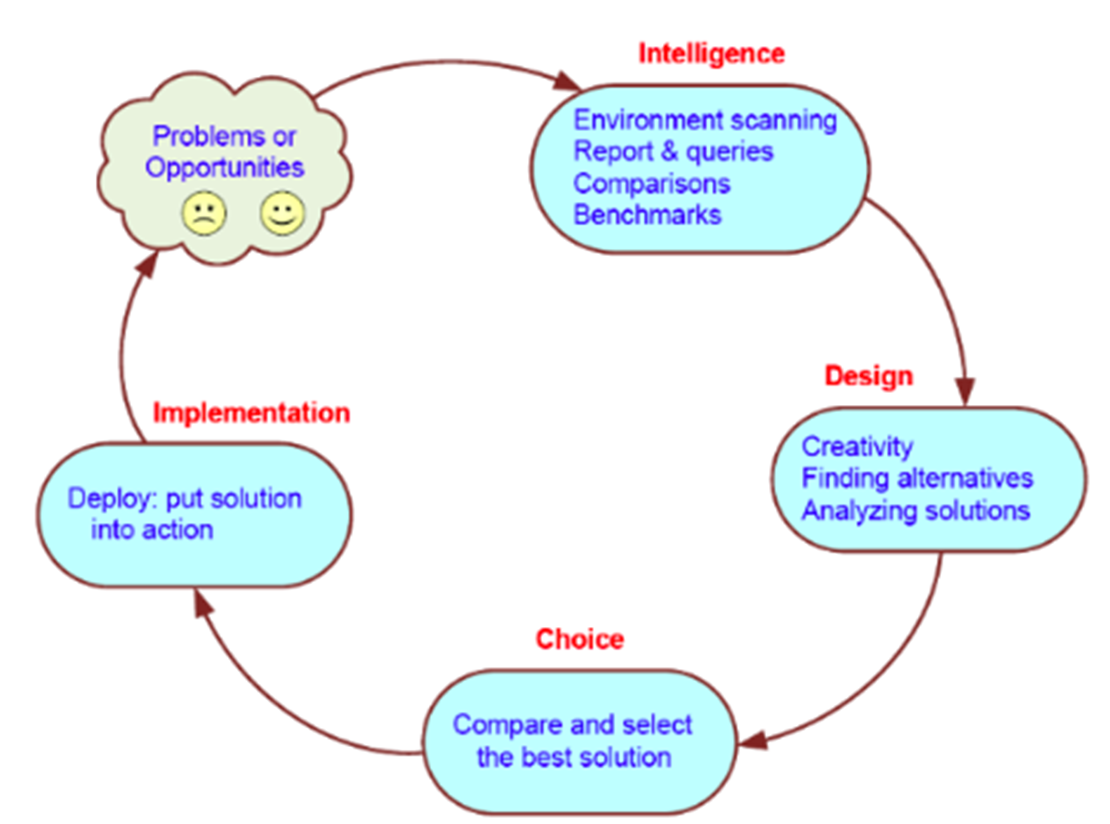 Problems or
Opportunities
Intelligence
Environment scanning
Report & queries
Comparisons
Benchmarks
Design
Creativity
Finding alternatives
Analyzing solutions
Choice
Compare and select
the best solution
Implementation
Deploy: put solution
into action